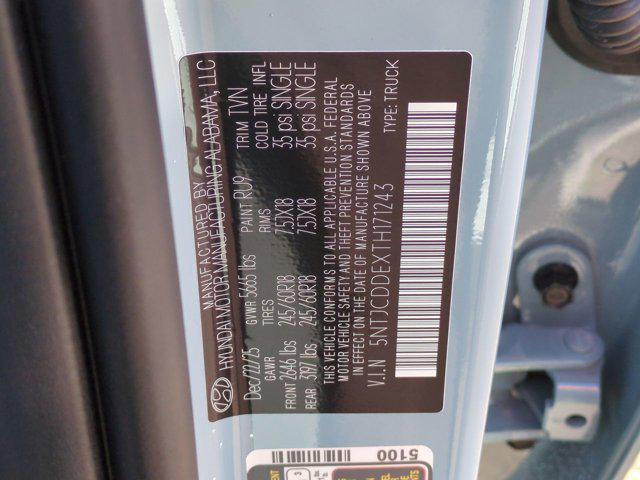 MANUFACTURED BY
HYUNDAI MOTOR MANUFACTURING ALABAMA, LLC
Dec/22/25 GVWR 5665 lbs PAINT RU9 TRIM TVN
GAWR TIRES RIMS COLD TIRE INFL
FRONT 2646 lbs 245/60R18 7.5JX18 35 psi SINGLE
REAR 3197 lbs 245/60R18 7.5JX18 35 psi SINGLE
THIS VEHICLE CONFORMS TO ALL APPLICABLE U.S.A. FEDERAL
MOTOR VEHICLE SAFETY AND THEFT PREVENTION STANDARDS
IN EFFECT ON THE DATE OF MANUFACTURE SHOWN ABOVE
V.I.N 5NTJCDDEXTH171243 TYPE:TRUCK
5100